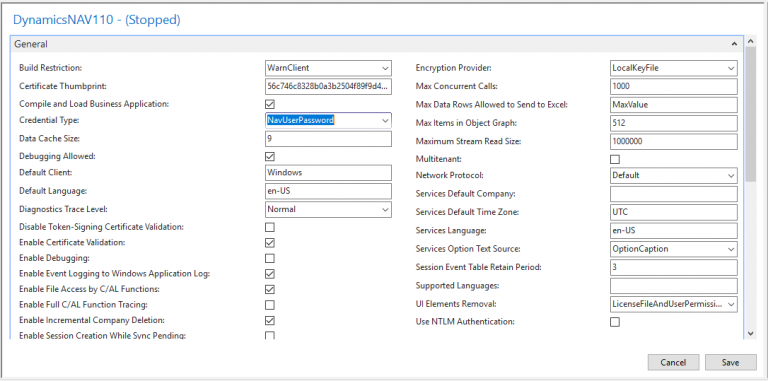 DynamicsNAV110 - (Stopped)
General
Build Restriction: WarnClient
Certificate Thumbprint: 56c746c8328b0a3b2504f89f9d4...
Compile and Load Business Application:
Credential Type: NavUserPassword
Data Cache Size: 9
Debugging Allowed:
Default Client: Windows
Default Language: en-US
Diagnostics Trace Level: Normal
Disable Token-Signing Certificate Validation:
Enable Certificate Validation:
Enable Debugging:
Enable Event Logging to Windows Application Log:
Enable File Access by C/AL Functions:
Enable Full C/AL Function Tracing:
Enable Incremental Company Deletion:
Enable Session Creation While Sync Pending:
Encryption Provider: LocalKeyFile
Max Concurrent Calls: 1000
Max Data Rows Allowed to Send to Excel: MaxValue
Max Items in Object Graph: 512
Maximum Stream Read Size: 1000000
Multitenant:
Network Protocol: Default
Services Default Company:
Services Default Time Zone: UTC
Services Language: en-US
Services Option Text Source: OptionCaption
Session Event Table Retain Period: 3
Supported Languages:
UI Elements Removal: LicenseFileAndUserPermissi...
Use NTLM Authentication:
Cancel Save